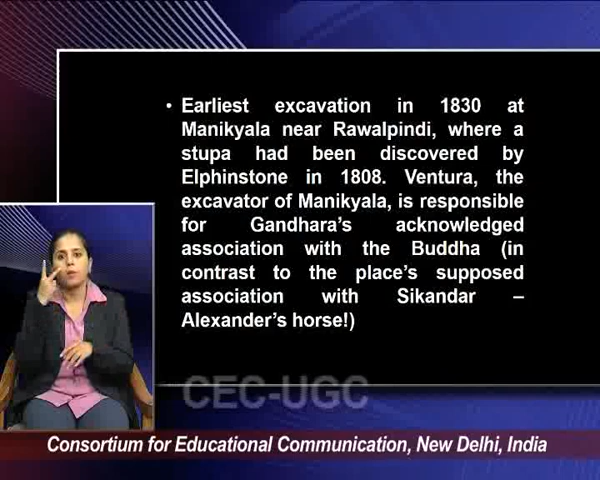 • Earliest excavation in 1830 at
Manikyala near Rawalpindi, where a
stupa had been discovered by
Elphinstone in 1808. Ventura, the
excavator of Manikyala, is responsible
for Gandhara's acknowledged
association with the Buddha (in
contrast to the place's supposed
association with Sikandar –
Alexander's horse!)
CEC-UGC
Consortium for Educational Communication, New Delhi, India